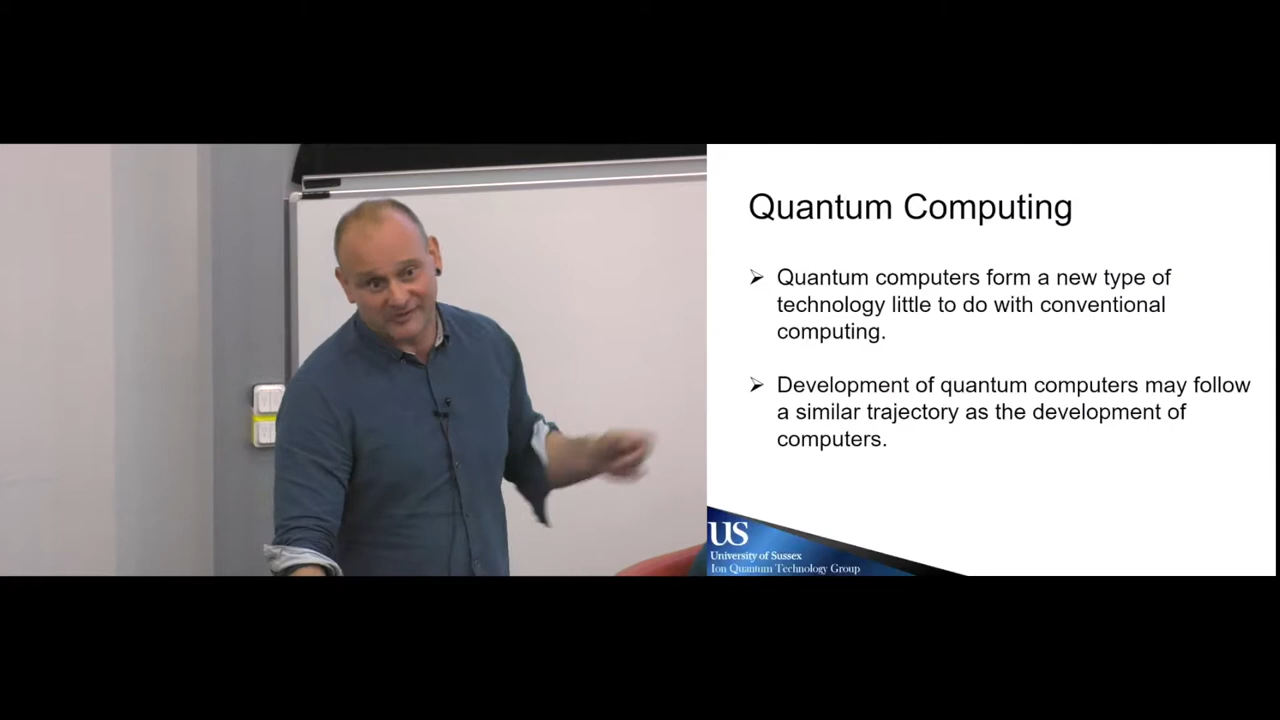 Quantum Computing
➢ Quantum computers form a new type of
technology little to do with conventional
computing.
➢ Development of quantum computers may follow
a similar trajectory as the development of
computers.
US
University of Sussex
Ion Quantum Technology Group